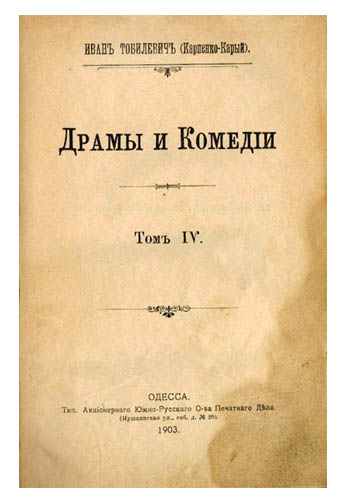 Иванъ Тобилевичъ (Карпенко-Карый).
Драмы и Комедіи
Томъ IV.
ОДЕССА.
Тип. Акціонернаго Южно-Русскаго О-ва Печатнаго Дѣла
(Пушкинская ул., соб. д. № 20).
1903.